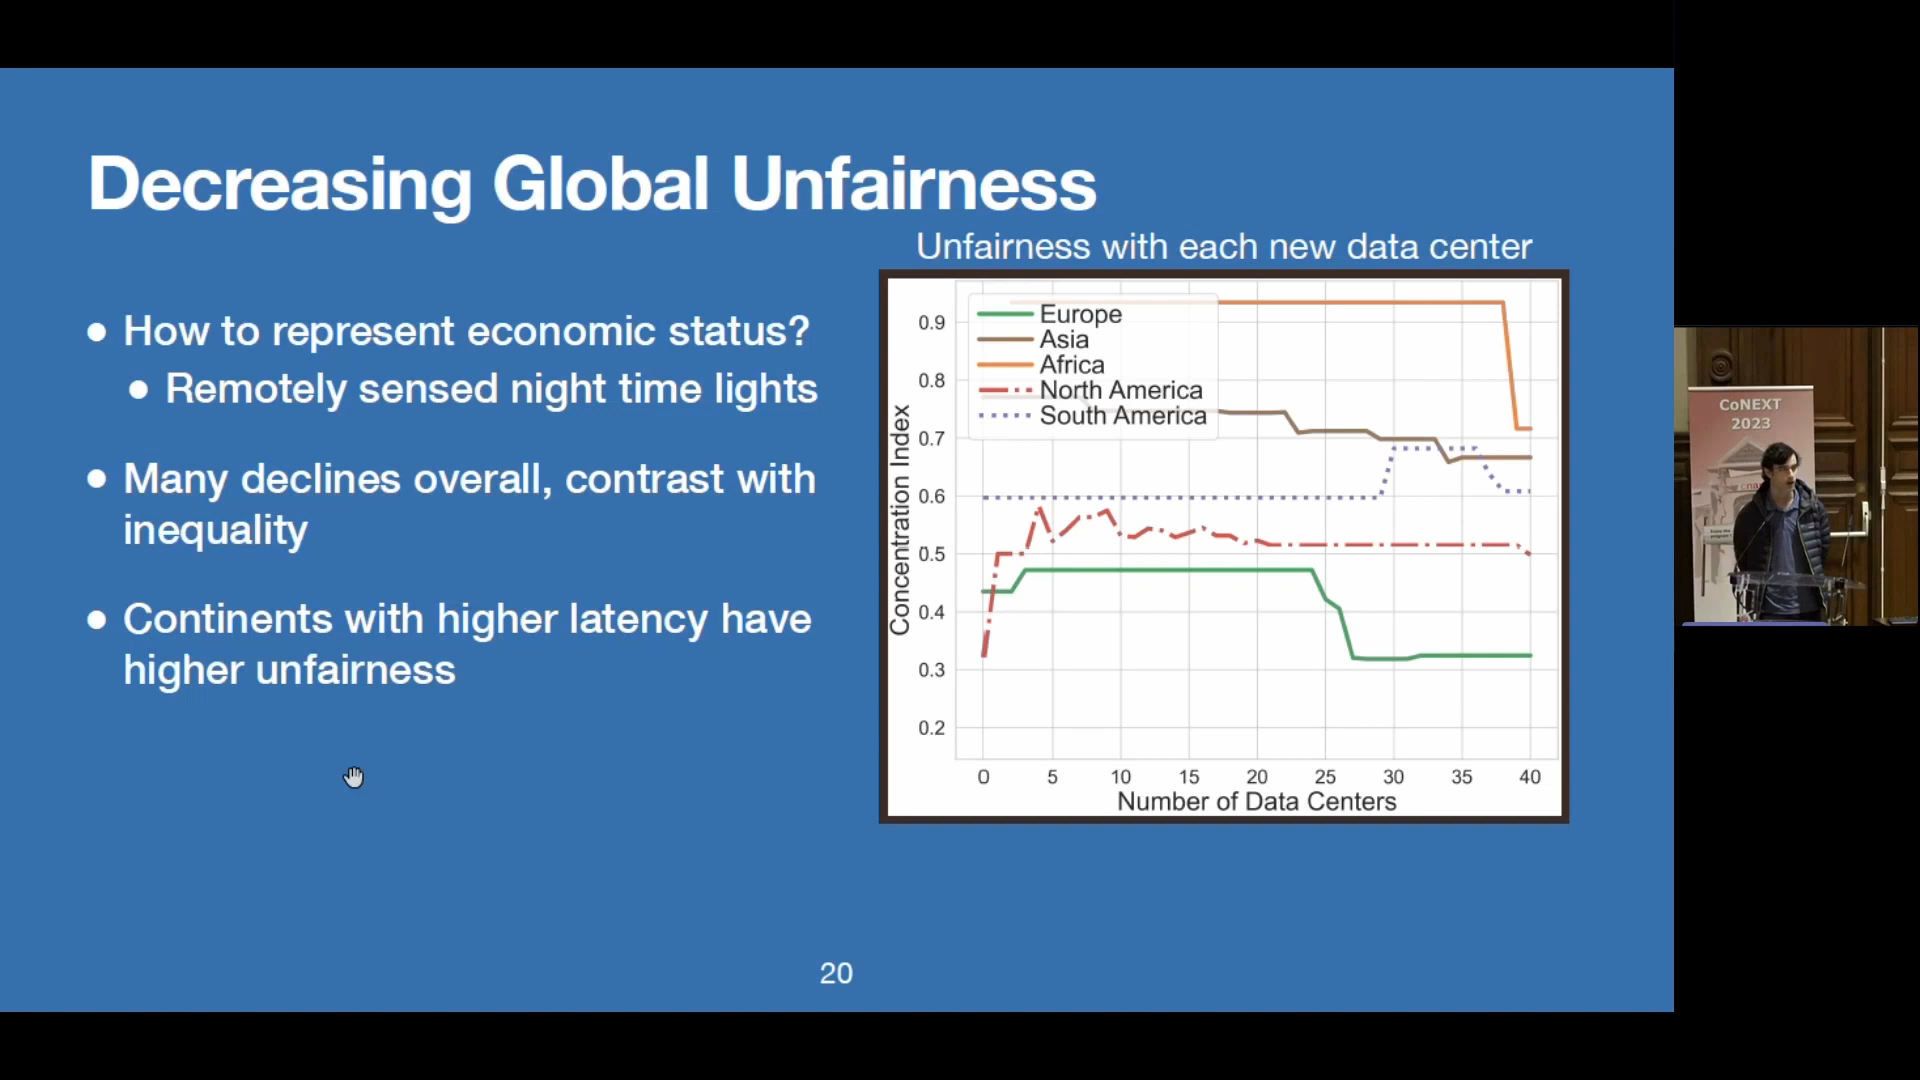 Decreasing Global Unfairness
● How to represent economic status?
● Remotely sensed night time lights
● Many declines overall, contrast with
inequality
● Continents with higher latency have
higher unfairness
Unfairness with each new data center
Europe
Asia
Africa
North America
South America
Concentration Index
0.9
0.8
0.7
0.6
0.5
0.4
0.3
0.2
0 5 10 15 20 25 30 35 40
Number of Data Centers
20
CoNEXT
2023